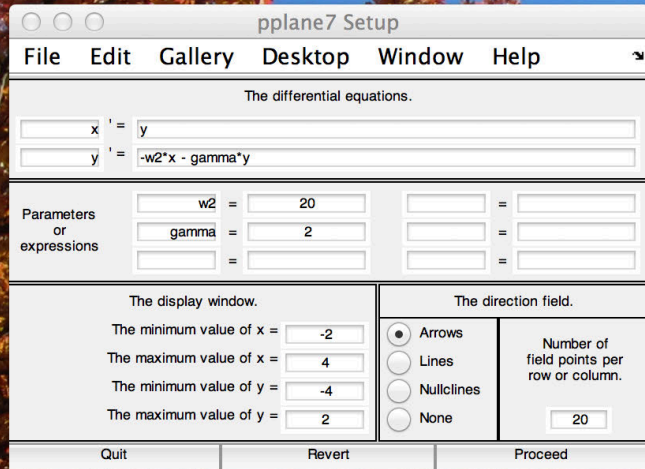 pplane7 Setup
File Edit Gallery Desktop Window Help
The differential equations.
x ' = y
y ' = -w2*x - gamma*y
Parameters
or
expressions
w2 = 20 =
gamma = 2 =
= =
The display window.
The minimum value of x = -2
The maximum value of x = 4
The minimum value of y = -4
The maximum value of y = 2
The direction field.
Arrows
Lines
Nullclines
None
Number of
field points per
row or column.
20
Quit Revert Proceed